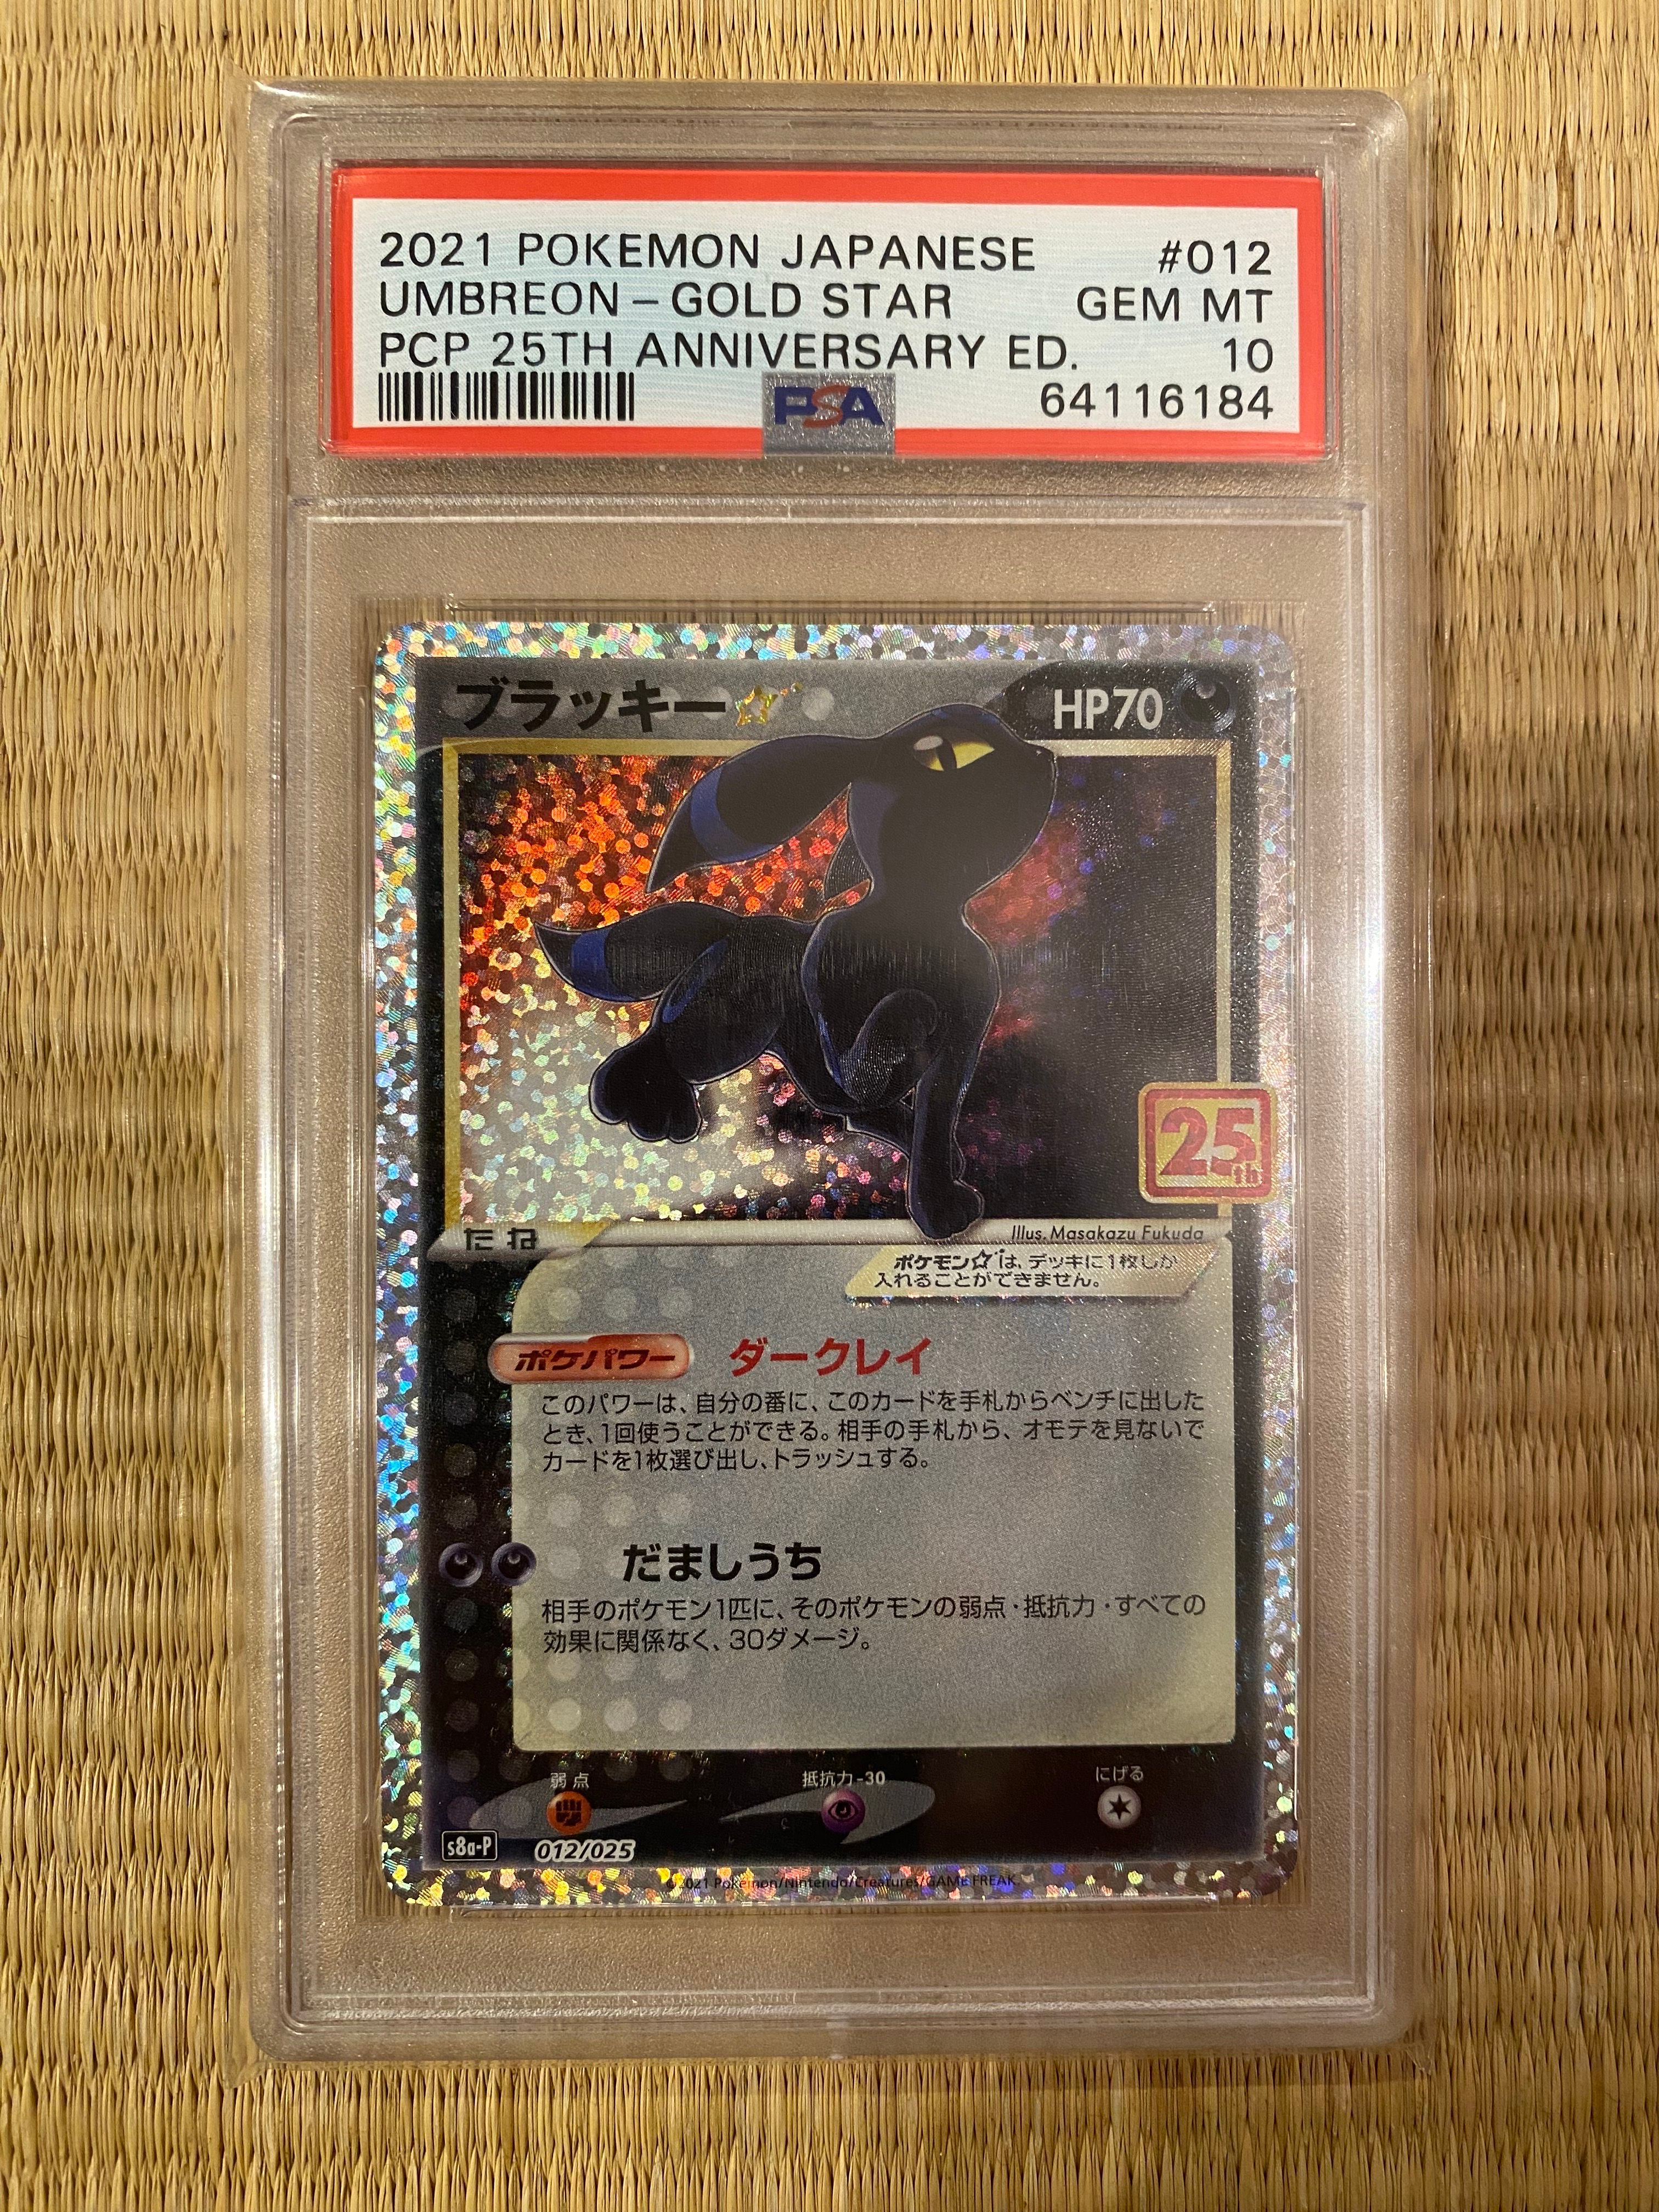 2021 POKEMON JAPANESE #012
UMBREON - GOLD STAR GEM MT
PCP 25TH ANNIVERSARY ED. 10
PSA 64116184
ブラッキー☆ HP70
25th
たね
Illus. Masakazu Fukuda
ポケモン☆は、デッキに1枚しか
入れることができません。
ポケパワー ダークレイ
このパワーは、自分の番に、このカードを手札からベンチに出した
とき、1回使うことができる。相手の手札から、オモテを見ないで
カードを1枚選び出し、トラッシュする。
だましうち
相手のポケモン1匹に、そのポケモンの弱点・抵抗力・すべての
効果に関係なく、30ダメージ。
弱点 抵抗力 -30 にげる
s8a-P 012/025
©2021 Pokémon/Nintendo/Creatures/GAME FREAK